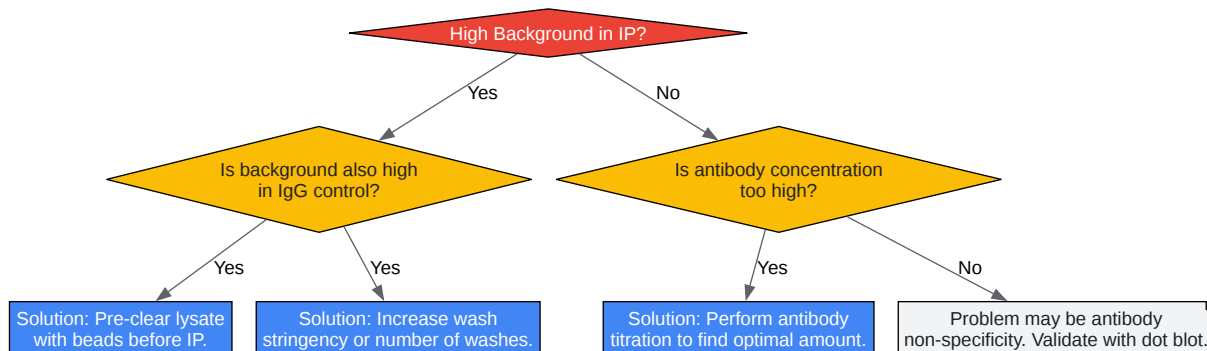 High Background in IP?
Yes
No
Is background also high
in IgG control?
Is antibody concentration
too high?
Yes
Yes
Yes
No
Solution: Pre-clear lysate
with beads before IP.
Solution: Increase wash
stringency or number of washes.
Solution: Perform antibody
titration to find optimal amount.
Problem may be antibody
non-specificity. Validate with dot blot.